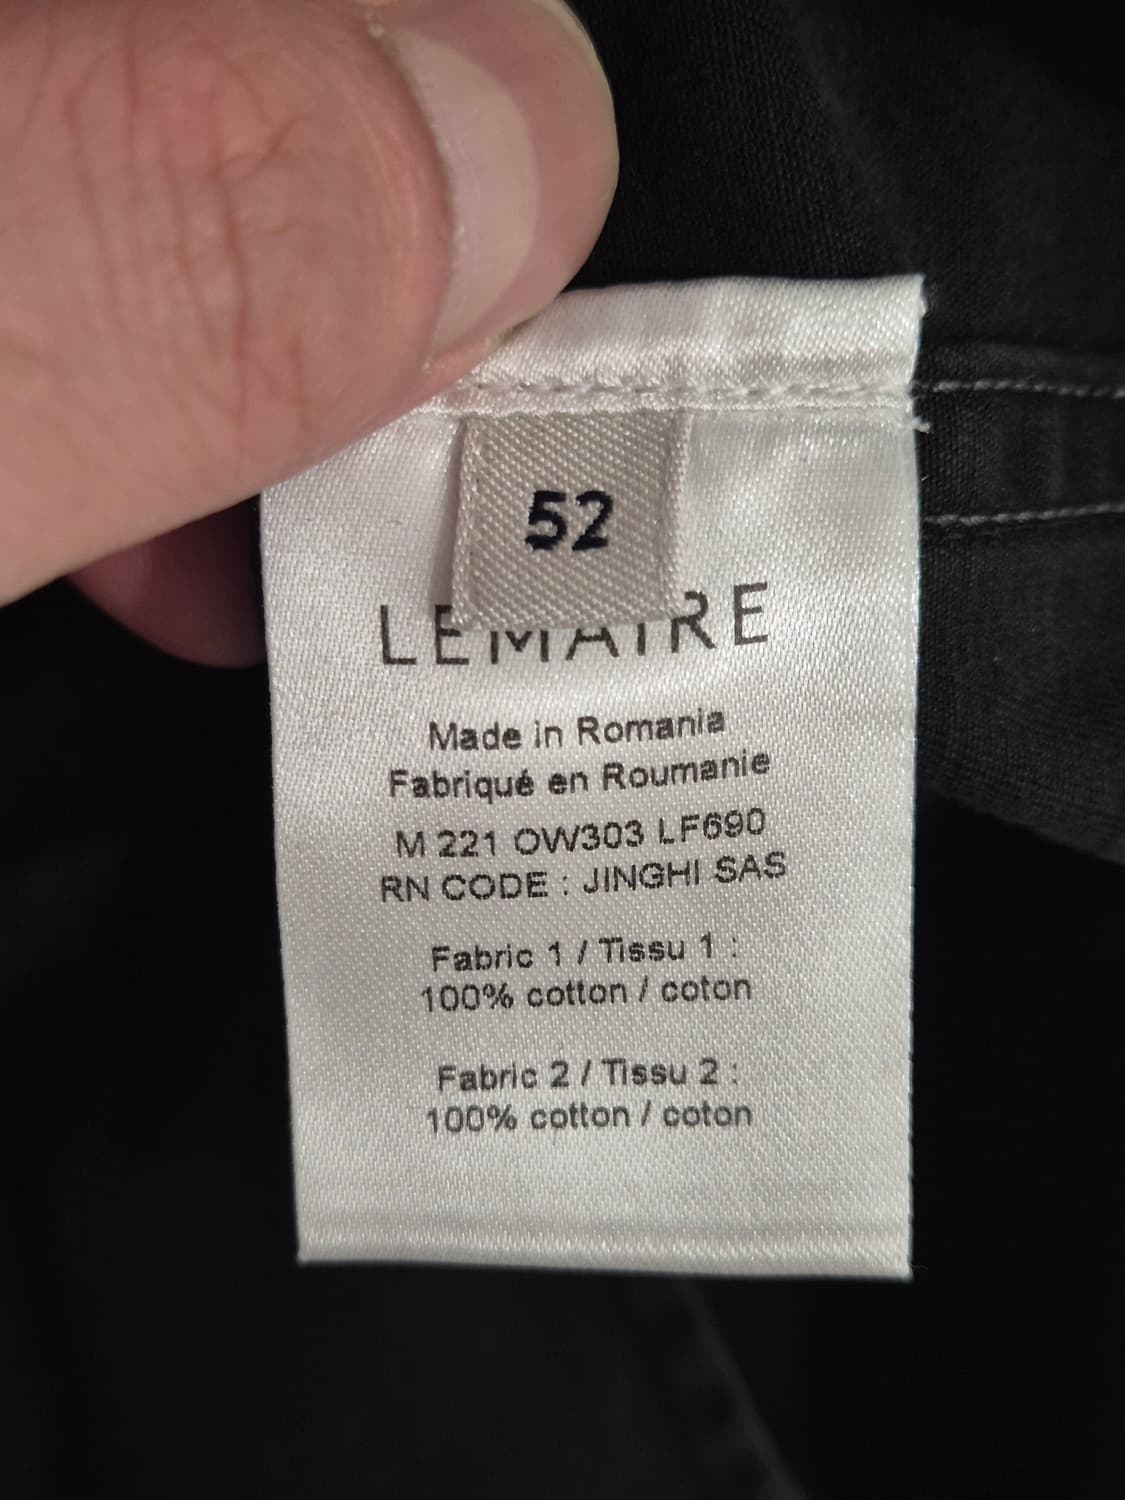 52
LEMAIRE
Made in Romania
Fabriqué en Roumanie
M 221 OW303 LF690
RN CODE : JINGHI SAS
Fabric 1 / Tissu 1 :
100% cotton / coton
Fabric 2 / Tissu 2 :
100% cotton / coton